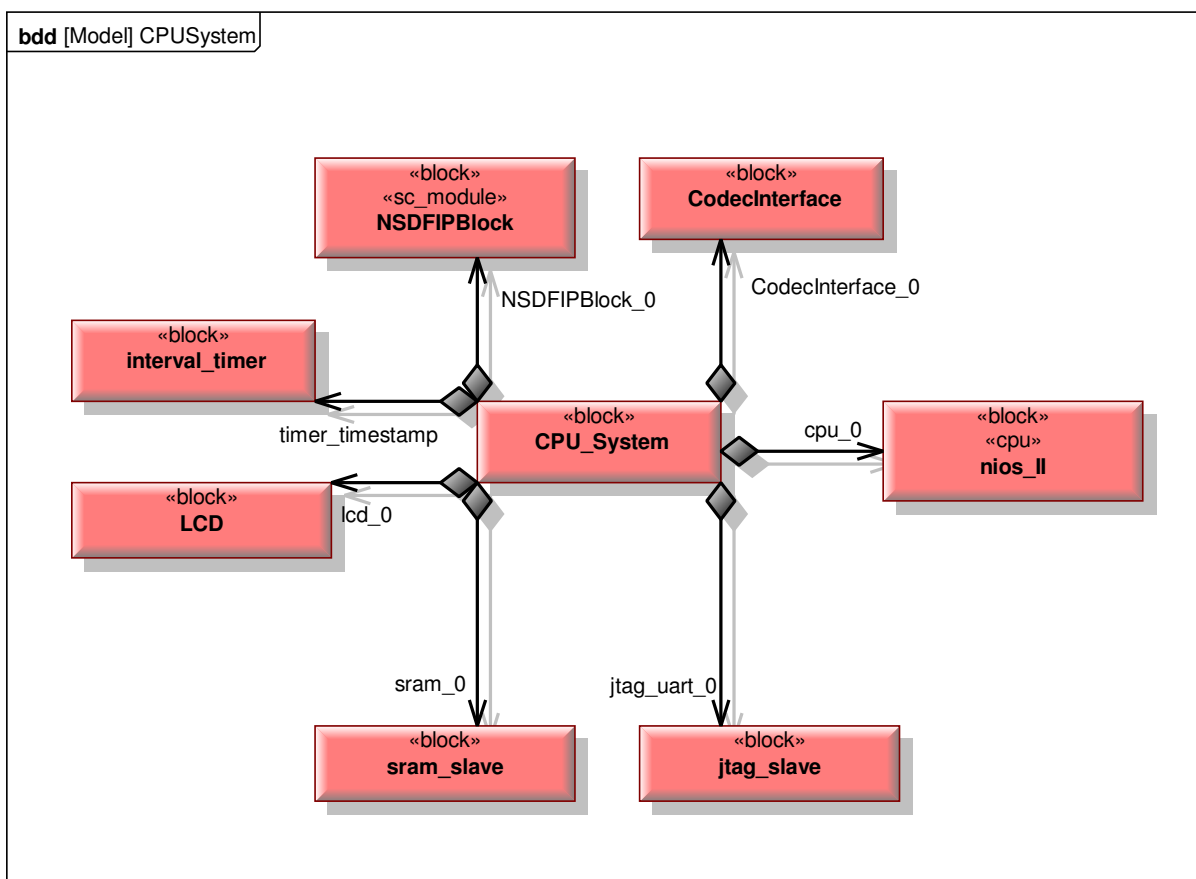 bdd [Model] CPUSystem
«block»
«sc_module»
NSDFIPBlock
«block»
CodecInterface
NSDFIPBlock_0
CodecInterface_0
«block»
interval_timer
timer_timestamp
«block»
CPU_System
cpu_0
«block»
«cpu»
nios_II
«block»
LCD
lcd_0
sram_0
jtag_uart_0
«block»
sram_slave
«block»
jtag_slave